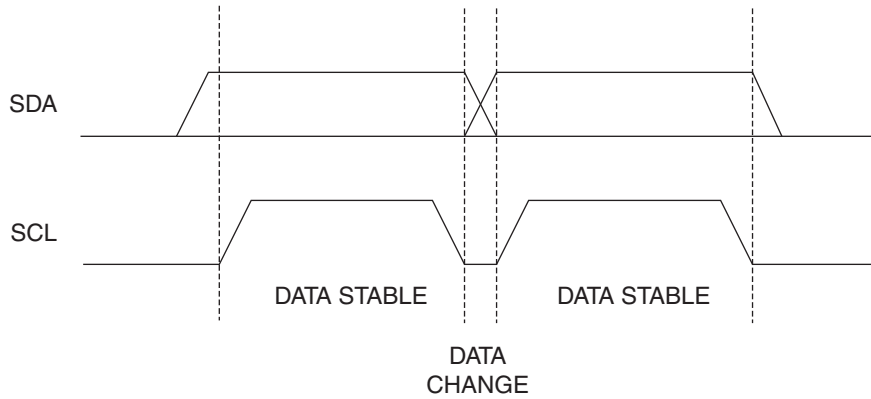 SDA
SCL
DATA STABLE
DATA STABLE
DATA
CHANGE